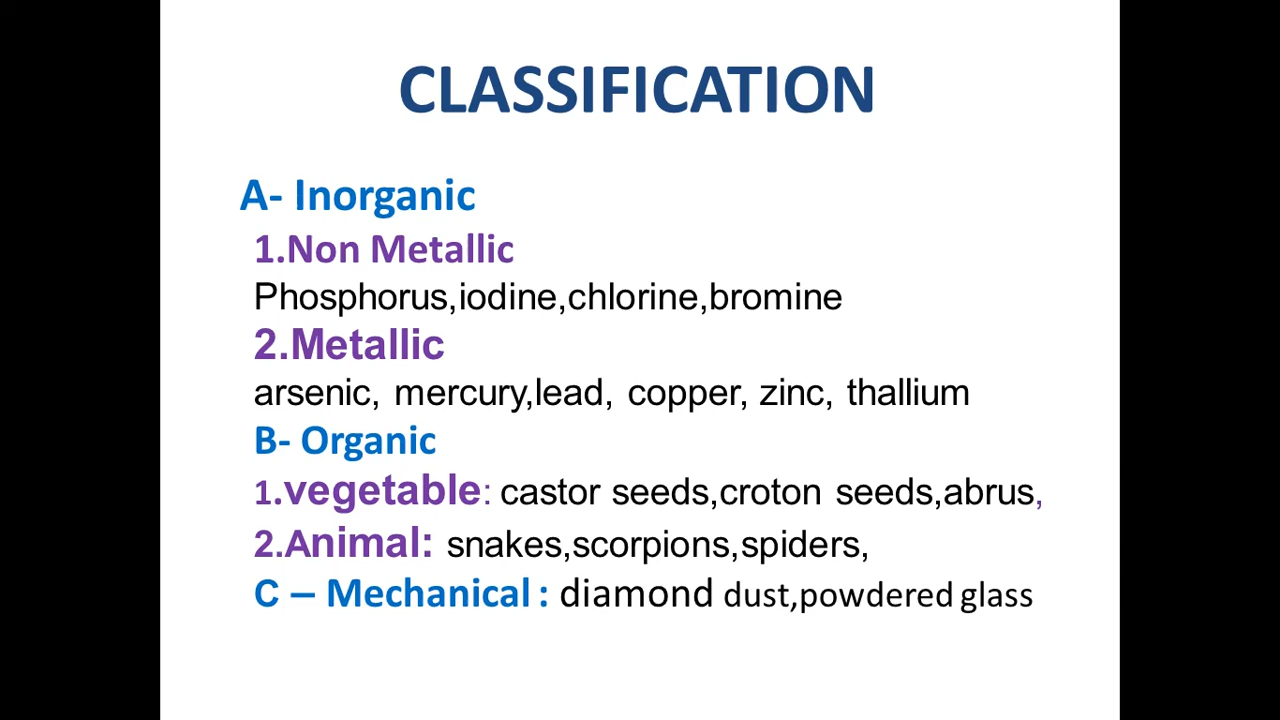 CLASSIFICATION
A- Inorganic
1.Non Metallic
Phosphorus,iodine,chlorine,bromine
2.Metallic
arsenic, mercury,lead, copper, zinc, thallium
B- Organic
1.vegetable: castor seeds,croton seeds,abrus,
2.Animal: snakes,scorpions,spiders,
C – Mechanical : diamond dust,powdered glass